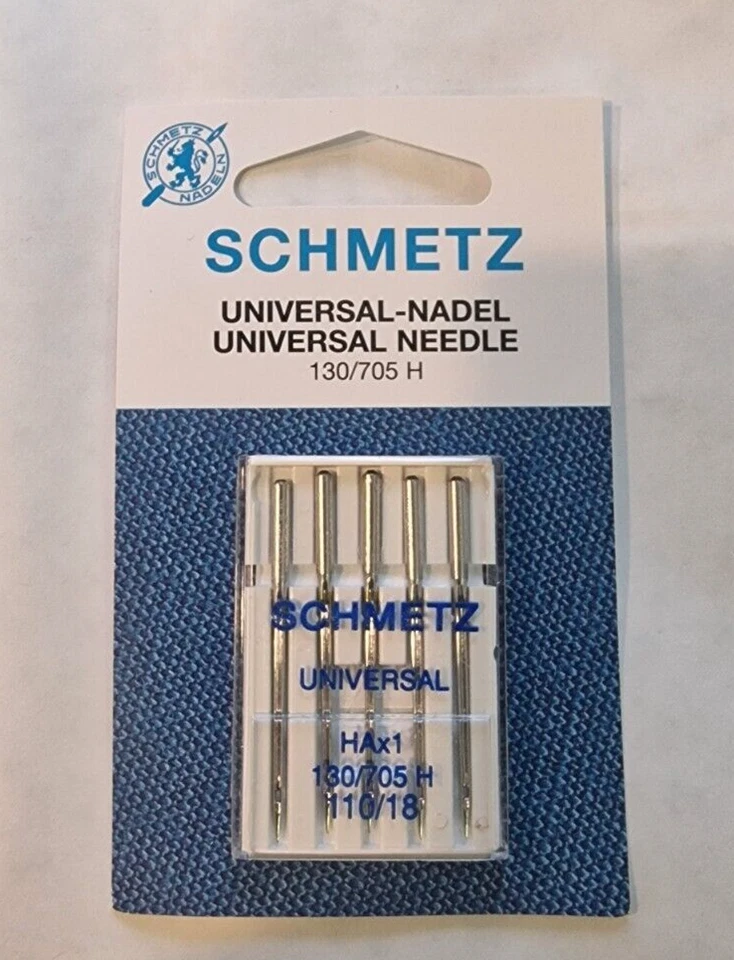 SCHMETZ
NADELN
SCHMETZ
UNIVERSAL-NADEL
UNIVERSAL NEEDLE
130/705 H
SCHMETZ
UNIVERSAL
HAx1
130/705 H
110/18